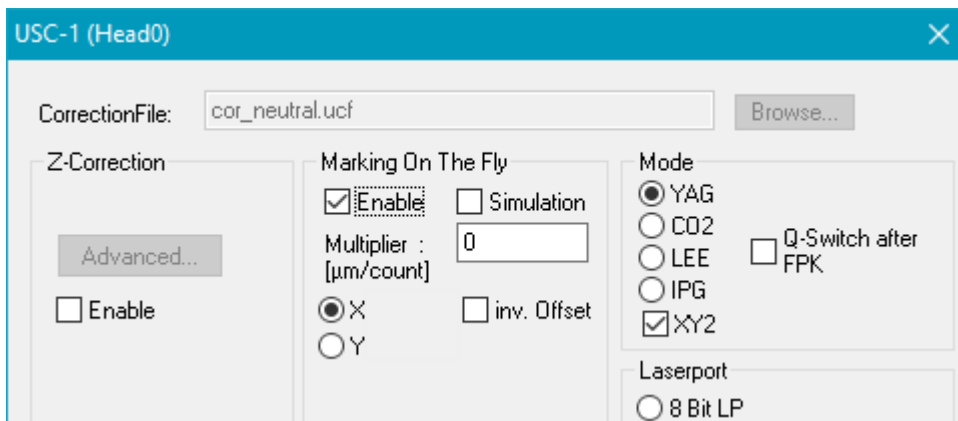 USC-1 (Head0)
CorrectionFile:
cor_neutral.ucf
Browse...
Z-Correction
Advanced...
Enable
Marking On The Fly
Enable
Simulation
Multiplier :
[µm/count]
0
X
inv. Offset
Y
Mode
YAG
CO2
LEE
IPG
XY2
Q-Switch after
FPK
Laserport
8 Bit LP